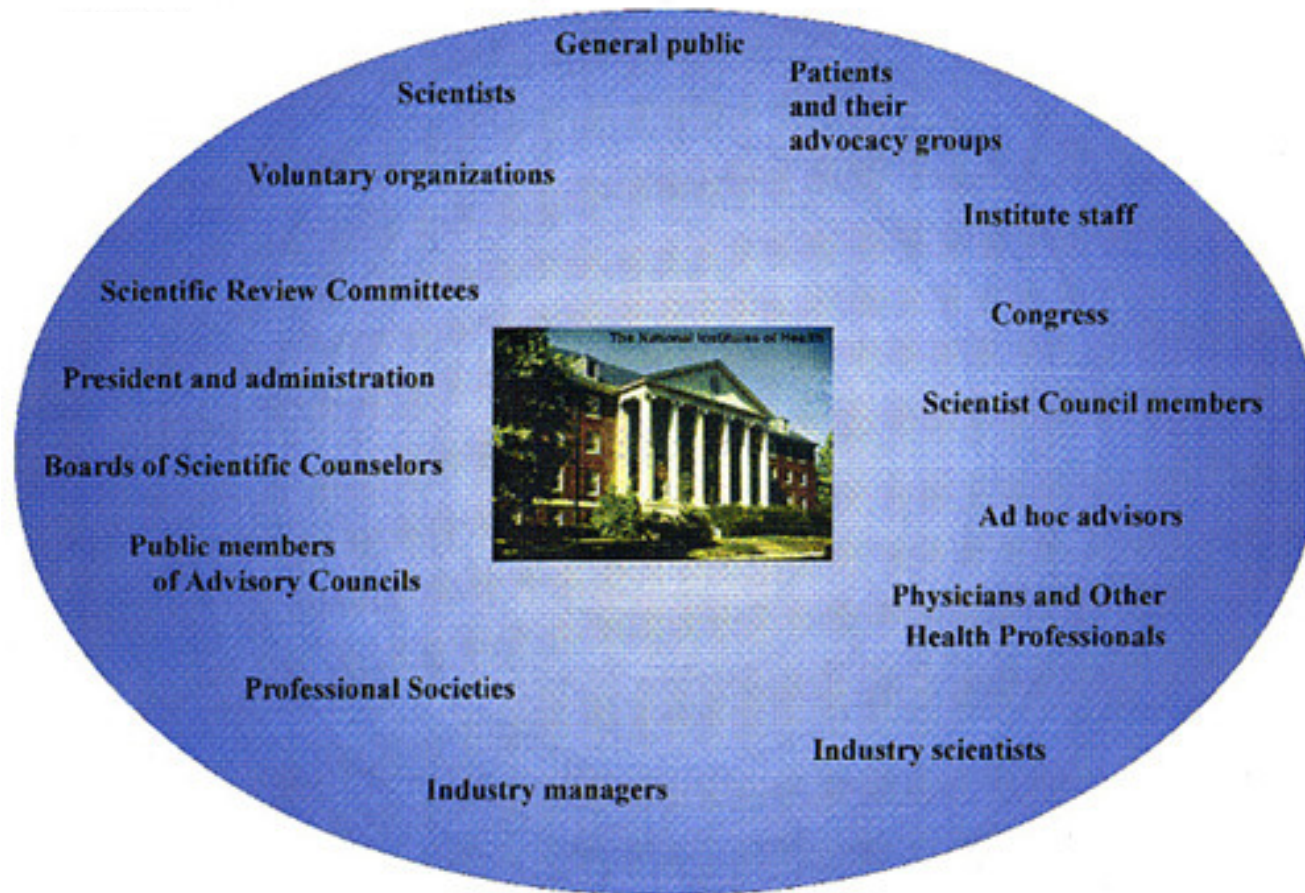 General public
Scientists
Patients
and their
advocacy groups
Voluntary organizations
Institute staff
Scientific Review Committees
Congress
The National Institutes of Health
President and administration
Scientist Council members
Boards of Scientific Counselors
Ad hoc advisors
Public members
of Advisory Councils
Physicians and Other
Health Professionals
Professional Societies
Industry scientists
Industry managers